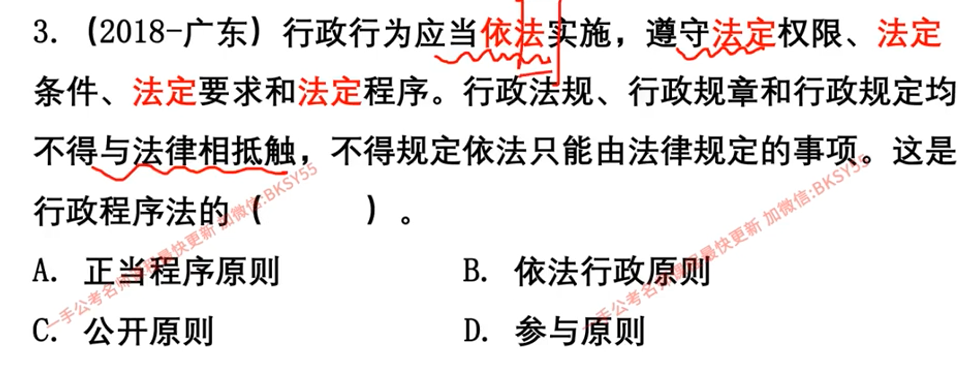 3. (2018-广东) 行政行为应当依法实施，遵守法定权限、法定
条件、法定要求和法定程序。行政法规、行政规章和行政规定均
不得与法律相抵触，不得规定依法只能由法律规定的事项。这是
行政程序法的（　　）。
A. 正当程序原则 B. 依法行政原则
C. 公开原则 D. 参与原则
一手公考名师课程最快更新 加微信:BKSY55
一手公考名师课程最快更新 加微信:BKSY55